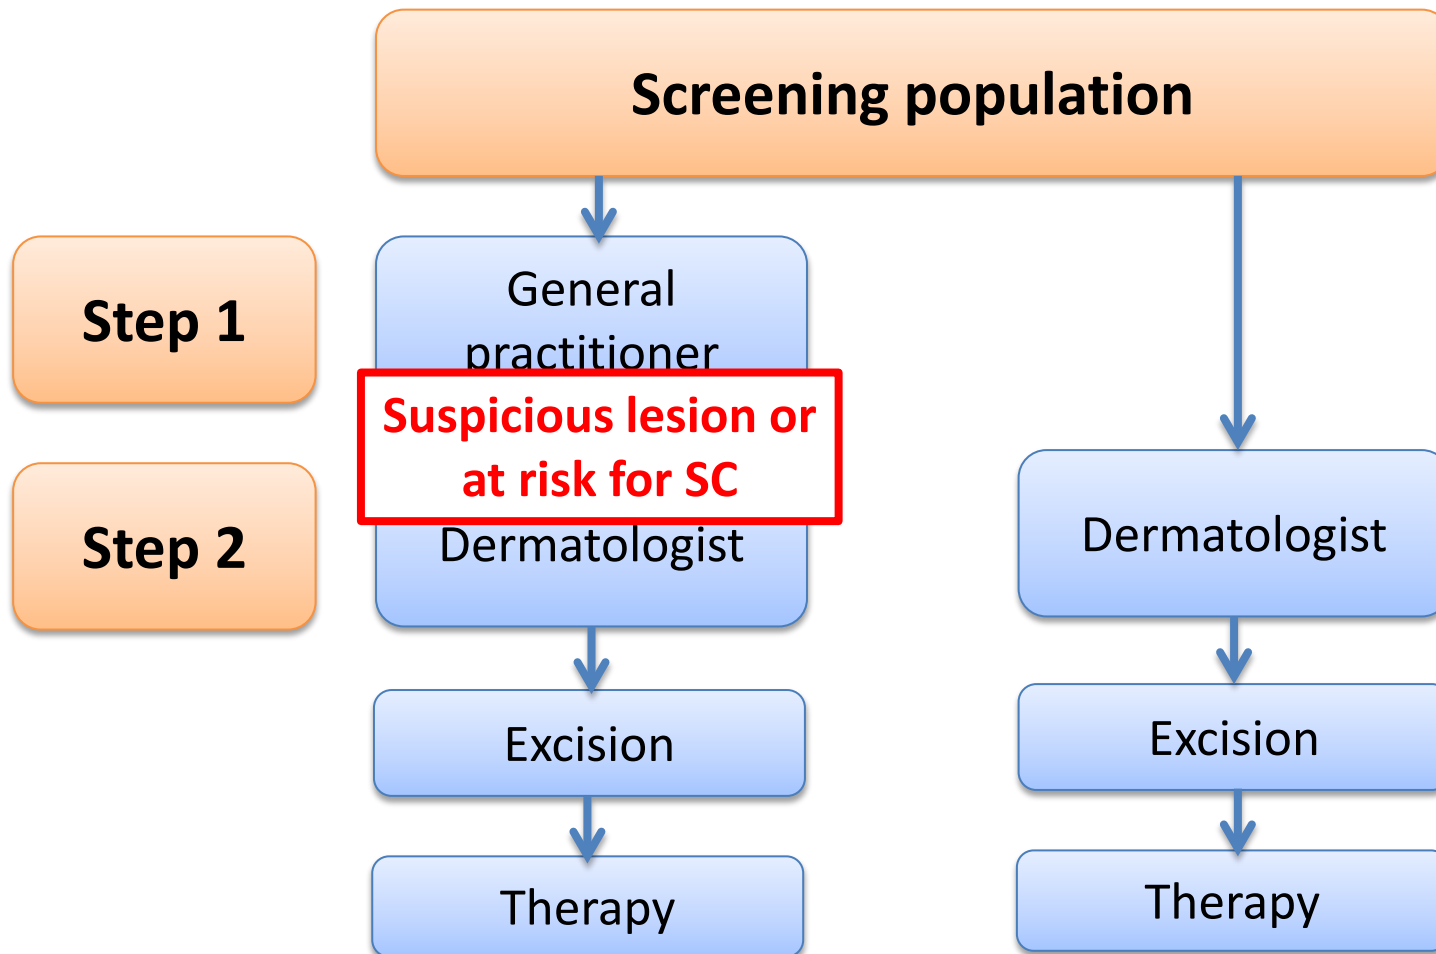 Screening population
Step 1
General
practitioner
Suspicious lesion or
at risk for SC
Step 2
Dermatologist
Dermatologist
Excision
Excision
Therapy
Therapy